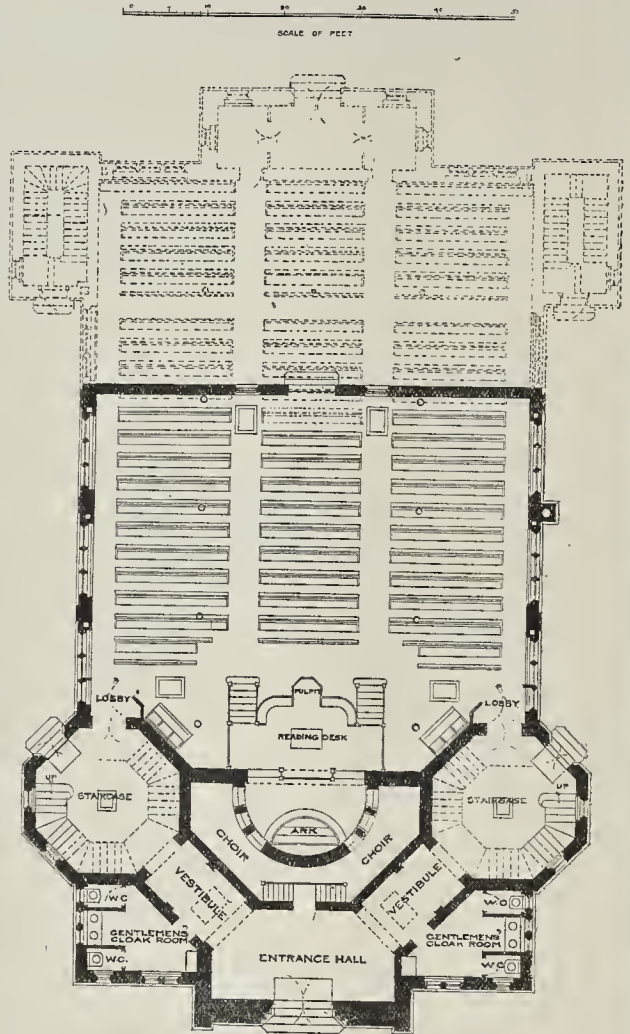 SCALE OF FEET
LOBBY
PULPIT
LOBBY
READING DESK
UP
STAIRCASE
STAIRCASE
UP
ARK
CHOIR
CHOIR
VESTIBULE
VESTIBULE
W.C
W.C
GENTLEMENS'
CLOAK ROOM
GENTLEMENS'
CLOAK ROOM
W.C.
ENTRANCE HALL
W.C.